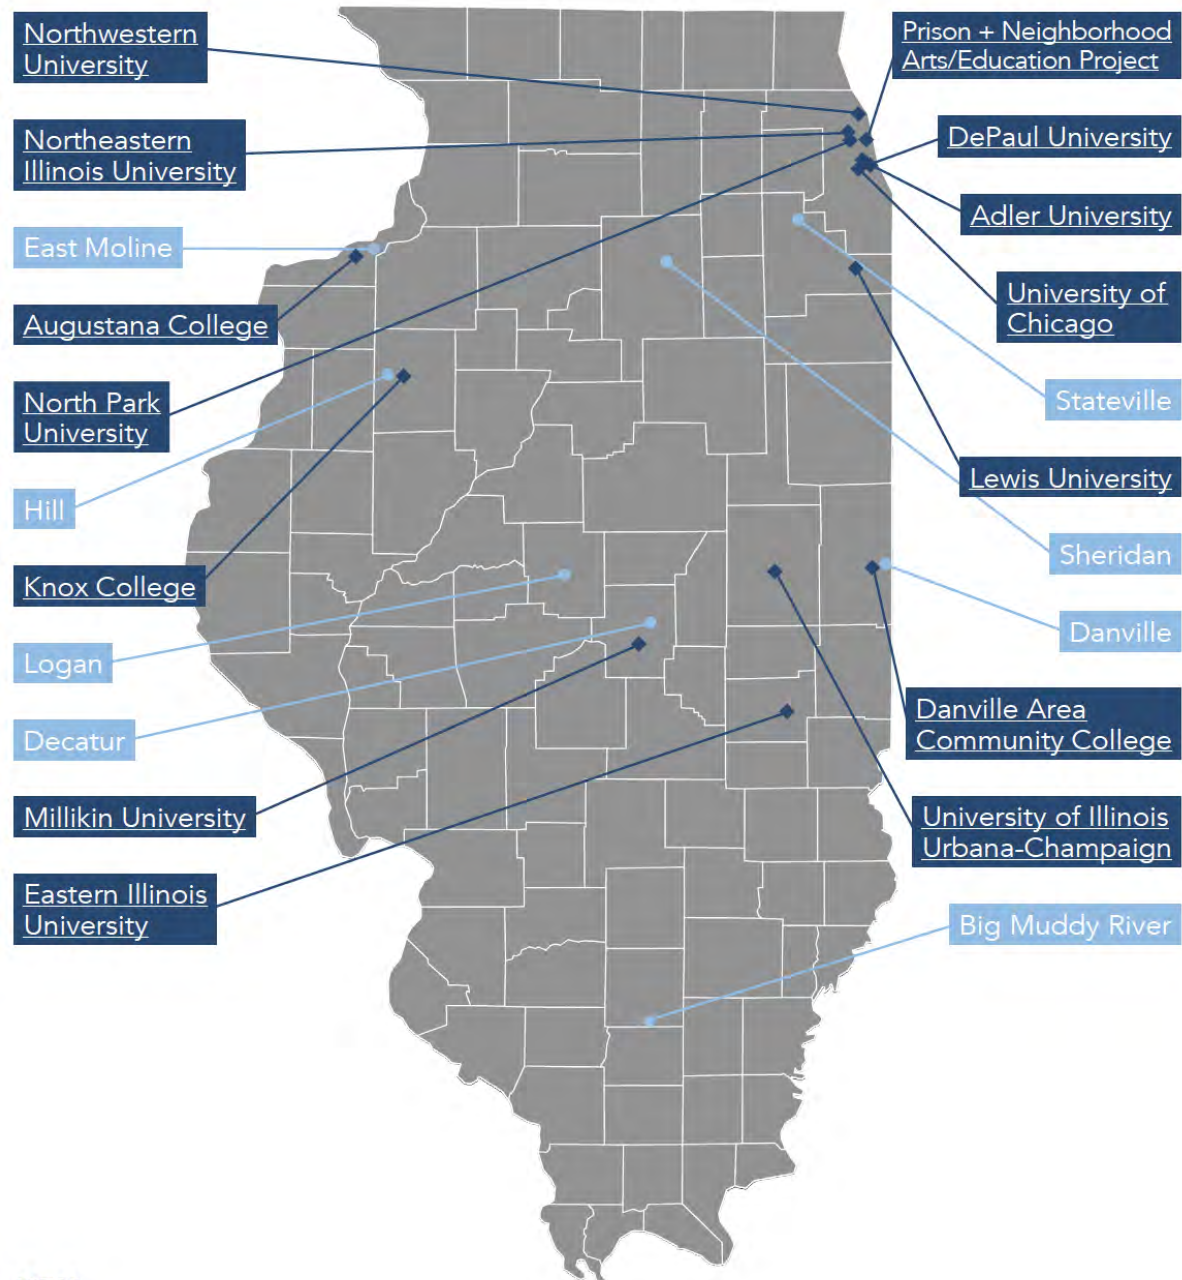 Northwestern
University
Northeastern
Illinois University
East Moline
Augustana College
North Park
University
Hill
Knox College
Logan
Decatur
Millikin University
Eastern Illinois
University
Prison + Neighborhood
Arts/Education Project
DePaul University
Adler University
University of
Chicago
Stateville
Lewis University
Sheridan
Danville
Danville Area
Community College
University of Illinois
Urbana-Champaign
Big Muddy River